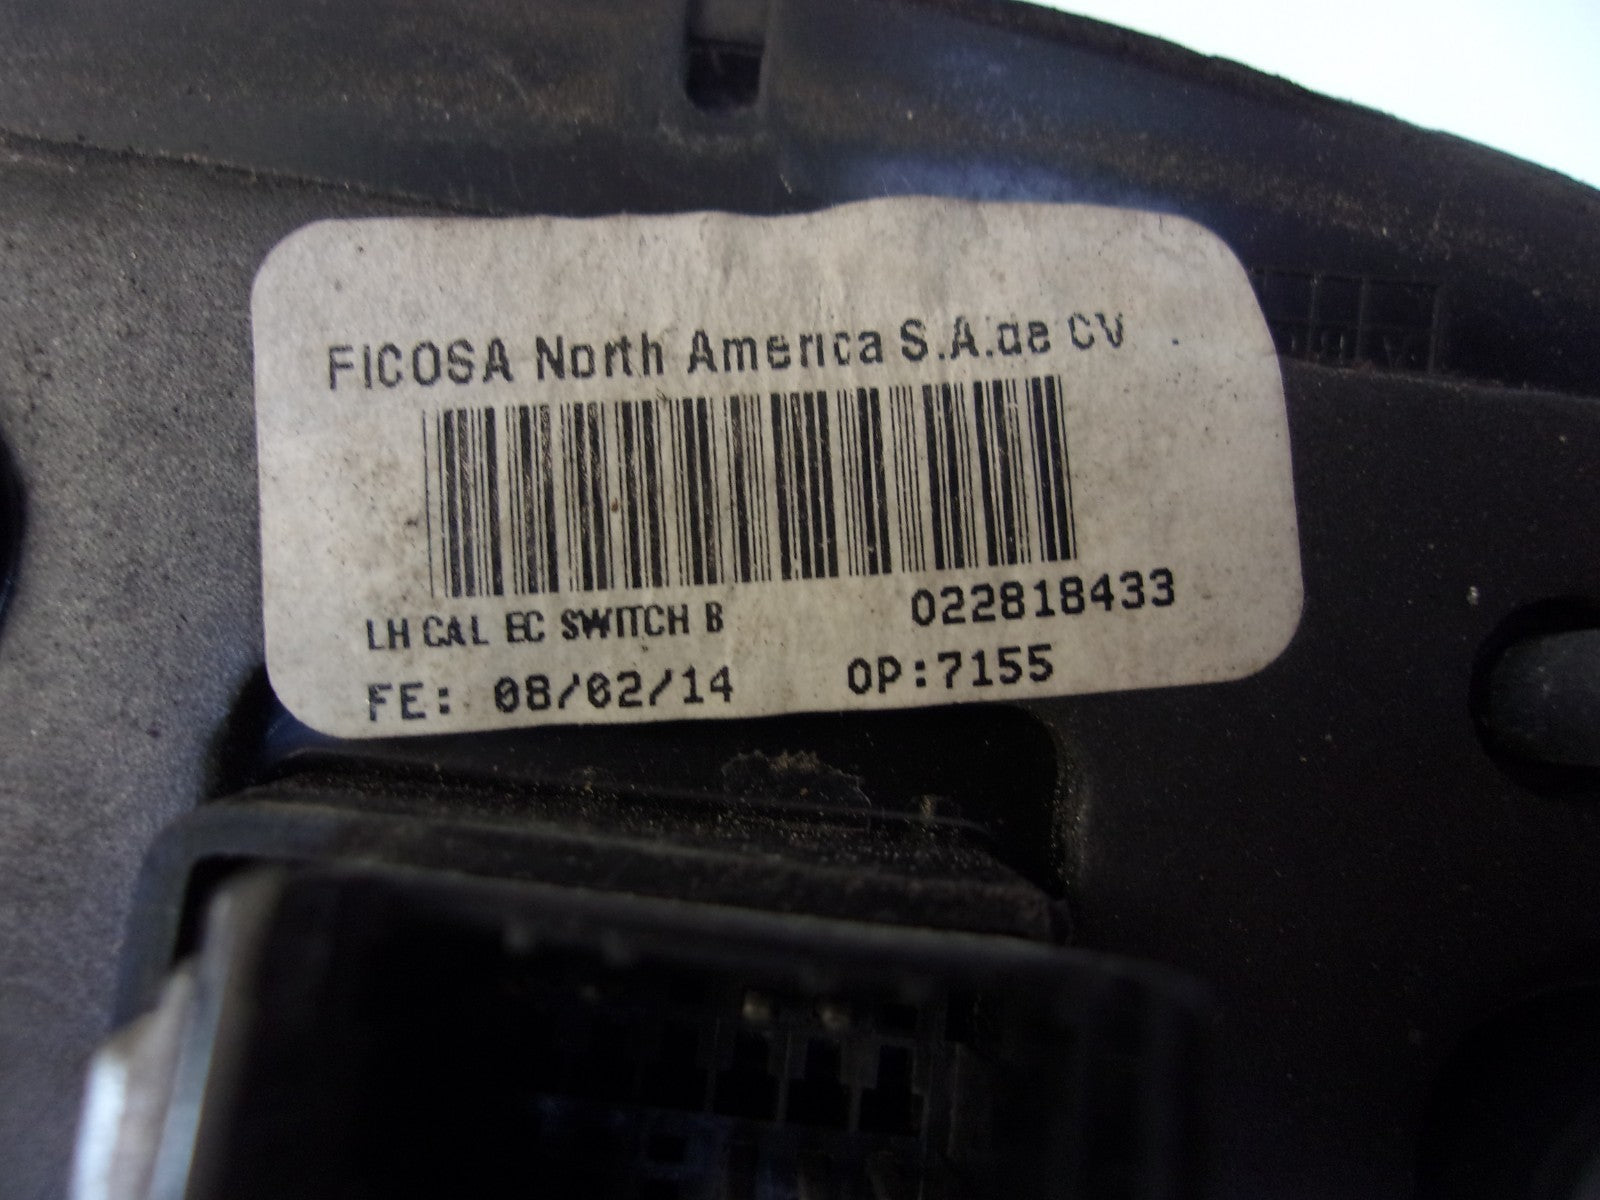 FICOSA North America S.A.de CV
LH CAL EC SWITCH B 022818433
FE: 08/02/14 OP:7155